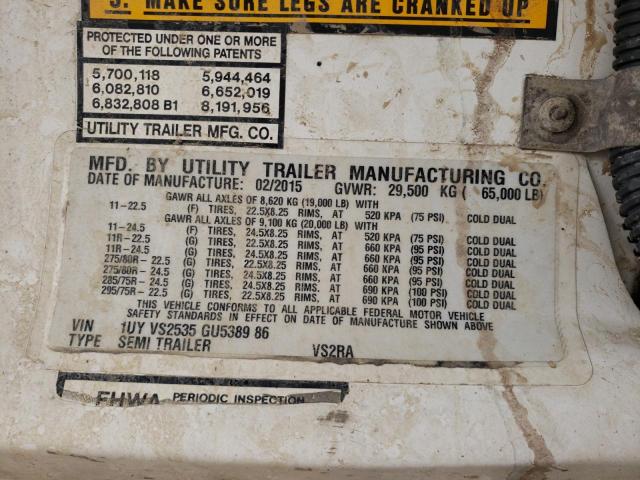 3. MAKE SURE LEGS ARE CRANKED UP
PROTECTED UNDER ONE OR MORE
OF THE FOLLOWING PATENTS
5,700,118 5,944,464
6,082,810 6,652,019
6,832,808 B1 8,191,956
UTILITY TRAILER MFG. CO.
MFD. BY UTILITY TRAILER MANUFACTURING CO.
DATE OF MANUFACTURE: 02/2015 GVWR: 29,500 KG ( 65,000 LB)
GAWR ALL AXLES OF 8,620 KG (19,000 LB) WITH
11-22.5 (F) TIRES, 22.5X8.25 RIMS, AT 520 KPA (75 PSI) COLD DUAL
GAWR ALL AXLES OF 9,100 KG (20,000 LB) WITH
11-24.5 (F) TIRES, 24.5X8.25 RIMS, AT 520 KPA (75 PSI) COLD DUAL
11R-22.5 (G) TIRES, 22.5X8.25 RIMS, AT 660 KPA (95 PSI) COLD DUAL
11R-24.5 (G) TIRES, 24.5X8.25 RIMS, AT 660 KPA (95 PSI) COLD DUAL
275/80R-22.5 (G) TIRES, 22.5X8.25 RIMS, AT 660 KPA (95 PSI) COLD DUAL
275/80R-24.5 (G) TIRES, 24.5X8.25 RIMS, AT 660 KPA (95 PSI) COLD DUAL
285/75R-24.5 (G) TIRES, 24.5X8.25 RIMS, AT 690 KPA (100 PSI) COLD DUAL
295/75R-22.5 (G) TIRES, 22.5X8.25 RIMS, AT 690 KPA (100 PSI) COLD DUAL
THIS VEHICLE CONFORMS TO ALL APPLICABLE FEDERAL MOTOR VEHICLE
SAFETY STANDARDS IN EFFECT ON DATE OF MANUFACTURE SHOWN ABOVE
VIN 1UY VS2535 GU5389 86
TYPE SEMI TRAILER VS2RA
FHWA PERIODIC INSPECTION